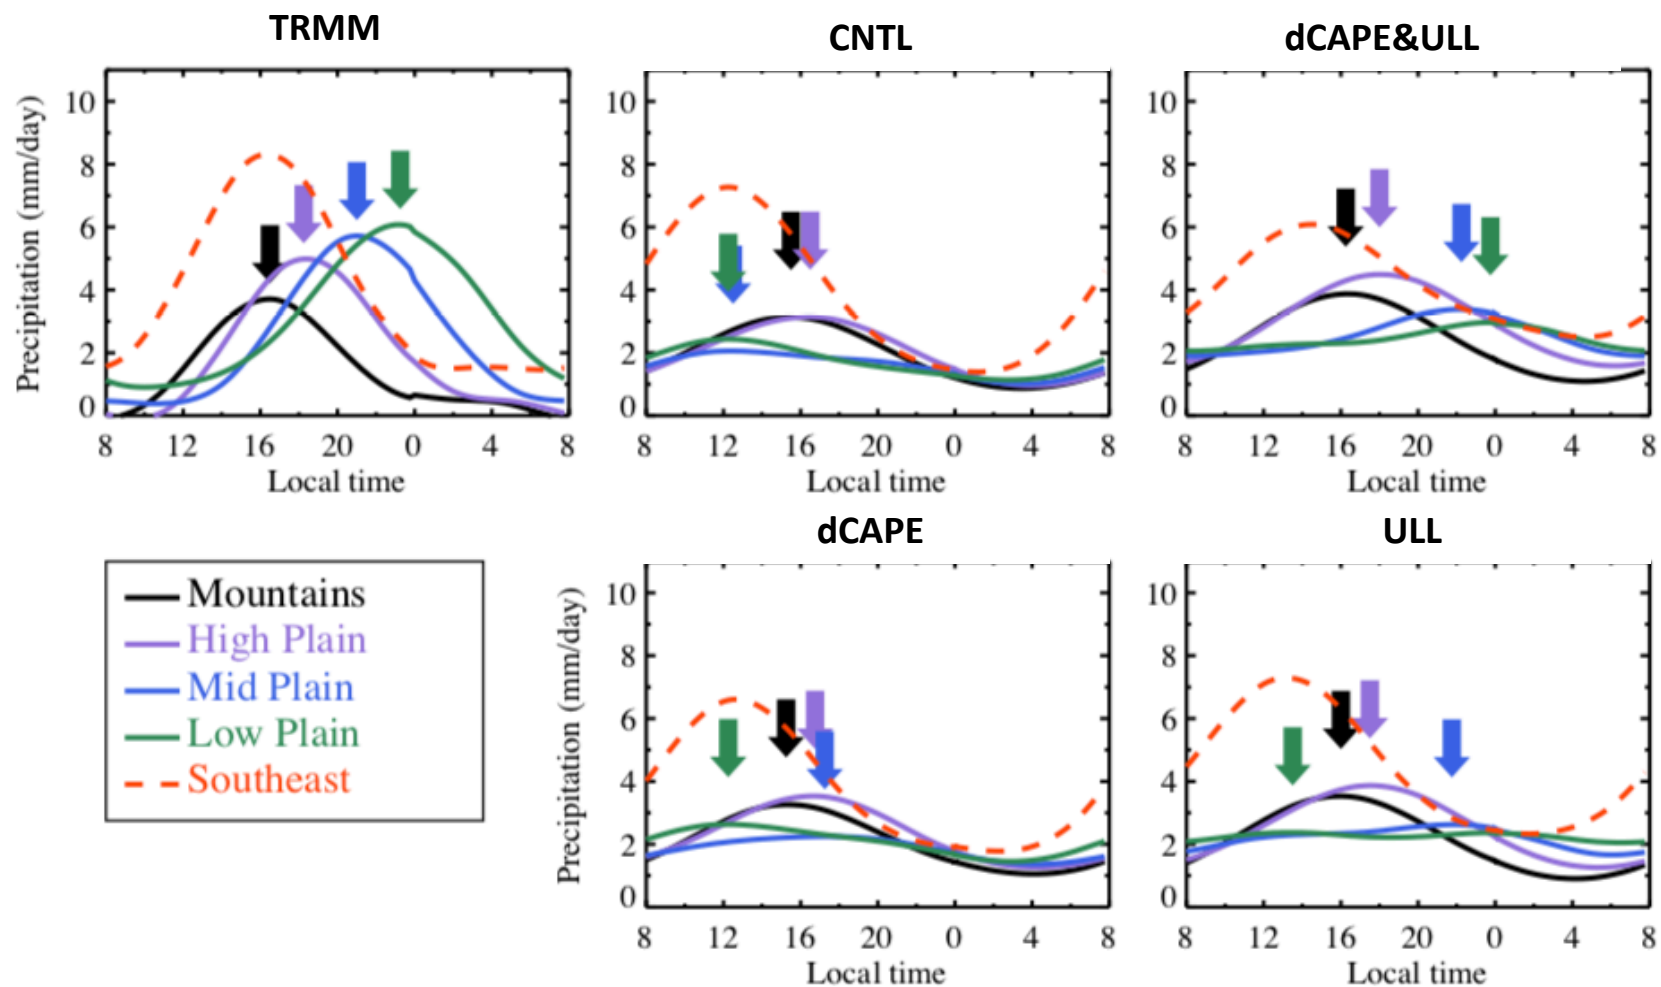 TRMM
CNTL
dCAPE&ULL
Precipitation (mm/day)
10
8
6
4
2
0
8 12 16 20 0 4 8
Local time
10
8
6
4
2
0
8 12 16 20 0 4 8
Local time
10
8
6
4
2
0
8 12 16 20 0 4 8
Local time
Mountains
High Plain
Mid Plain
Low Plain
Southeast
dCAPE
ULL
Precipitation (mm/day)
10
8
6
4
2
0
8 12 16 20 0 4 8
Local time
10
8
6
4
2
0
8 12 16 20 0 4 8
Local time